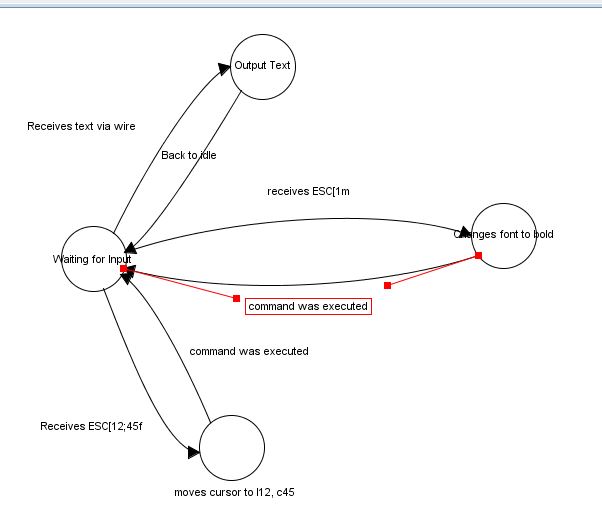 Output Text
Receives text via wire
Back to idle
receives ESC[1m
Changes font to bold
Waiting for Input
command was executed
command was executed
Receives ESC[12;45f
moves cursor to l12, c45